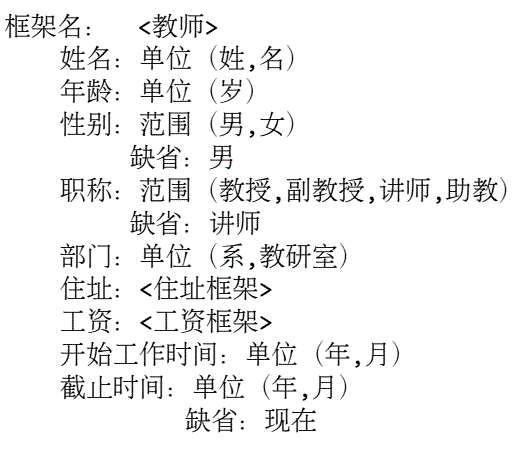 框架名： <教师>
姓名：单位（姓,名）
年龄：单位（岁）
性别：范围（男,女）
缺省：男
职称：范围（教授,副教授,讲师,助教）
缺省：讲师
部门：单位（系,教研室）
住址：<住址框架>
工资：<工资框架>
开始工作时间：单位（年,月）
截止时间：单位（年,月）
缺省：现在